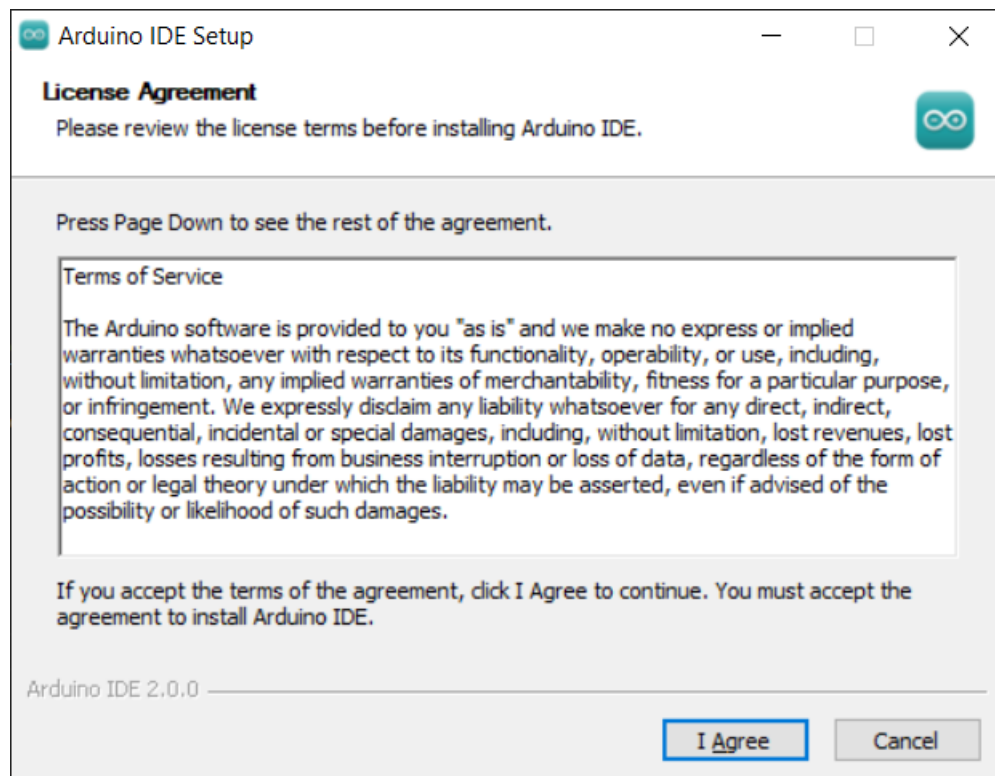 Arduino IDE Setup
License Agreement
Please review the license terms before installing Arduino IDE.
Press Page Down to see the rest of the agreement.
Terms of Service
The Arduino software is provided to you "as is" and we make no express or implied
warranties whatsoever with respect to its functionality, operability, or use, including,
without limitation, any implied warranties of merchantability, fitness for a particular purpose,
or infringement. We expressly disclaim any liability whatsoever for any direct, indirect,
consequential, incidental or special damages, including, without limitation, lost revenues, lost
profits, losses resulting from business interruption or loss of data, regardless of the form of
action or legal theory under which the liability may be asserted, even if advised of the
possibility or likelihood of such damages.
If you accept the terms of the agreement, click I Agree to continue. You must accept the
agreement to install Arduino IDE.
Arduino IDE 2.0.0
I Agree
Cancel